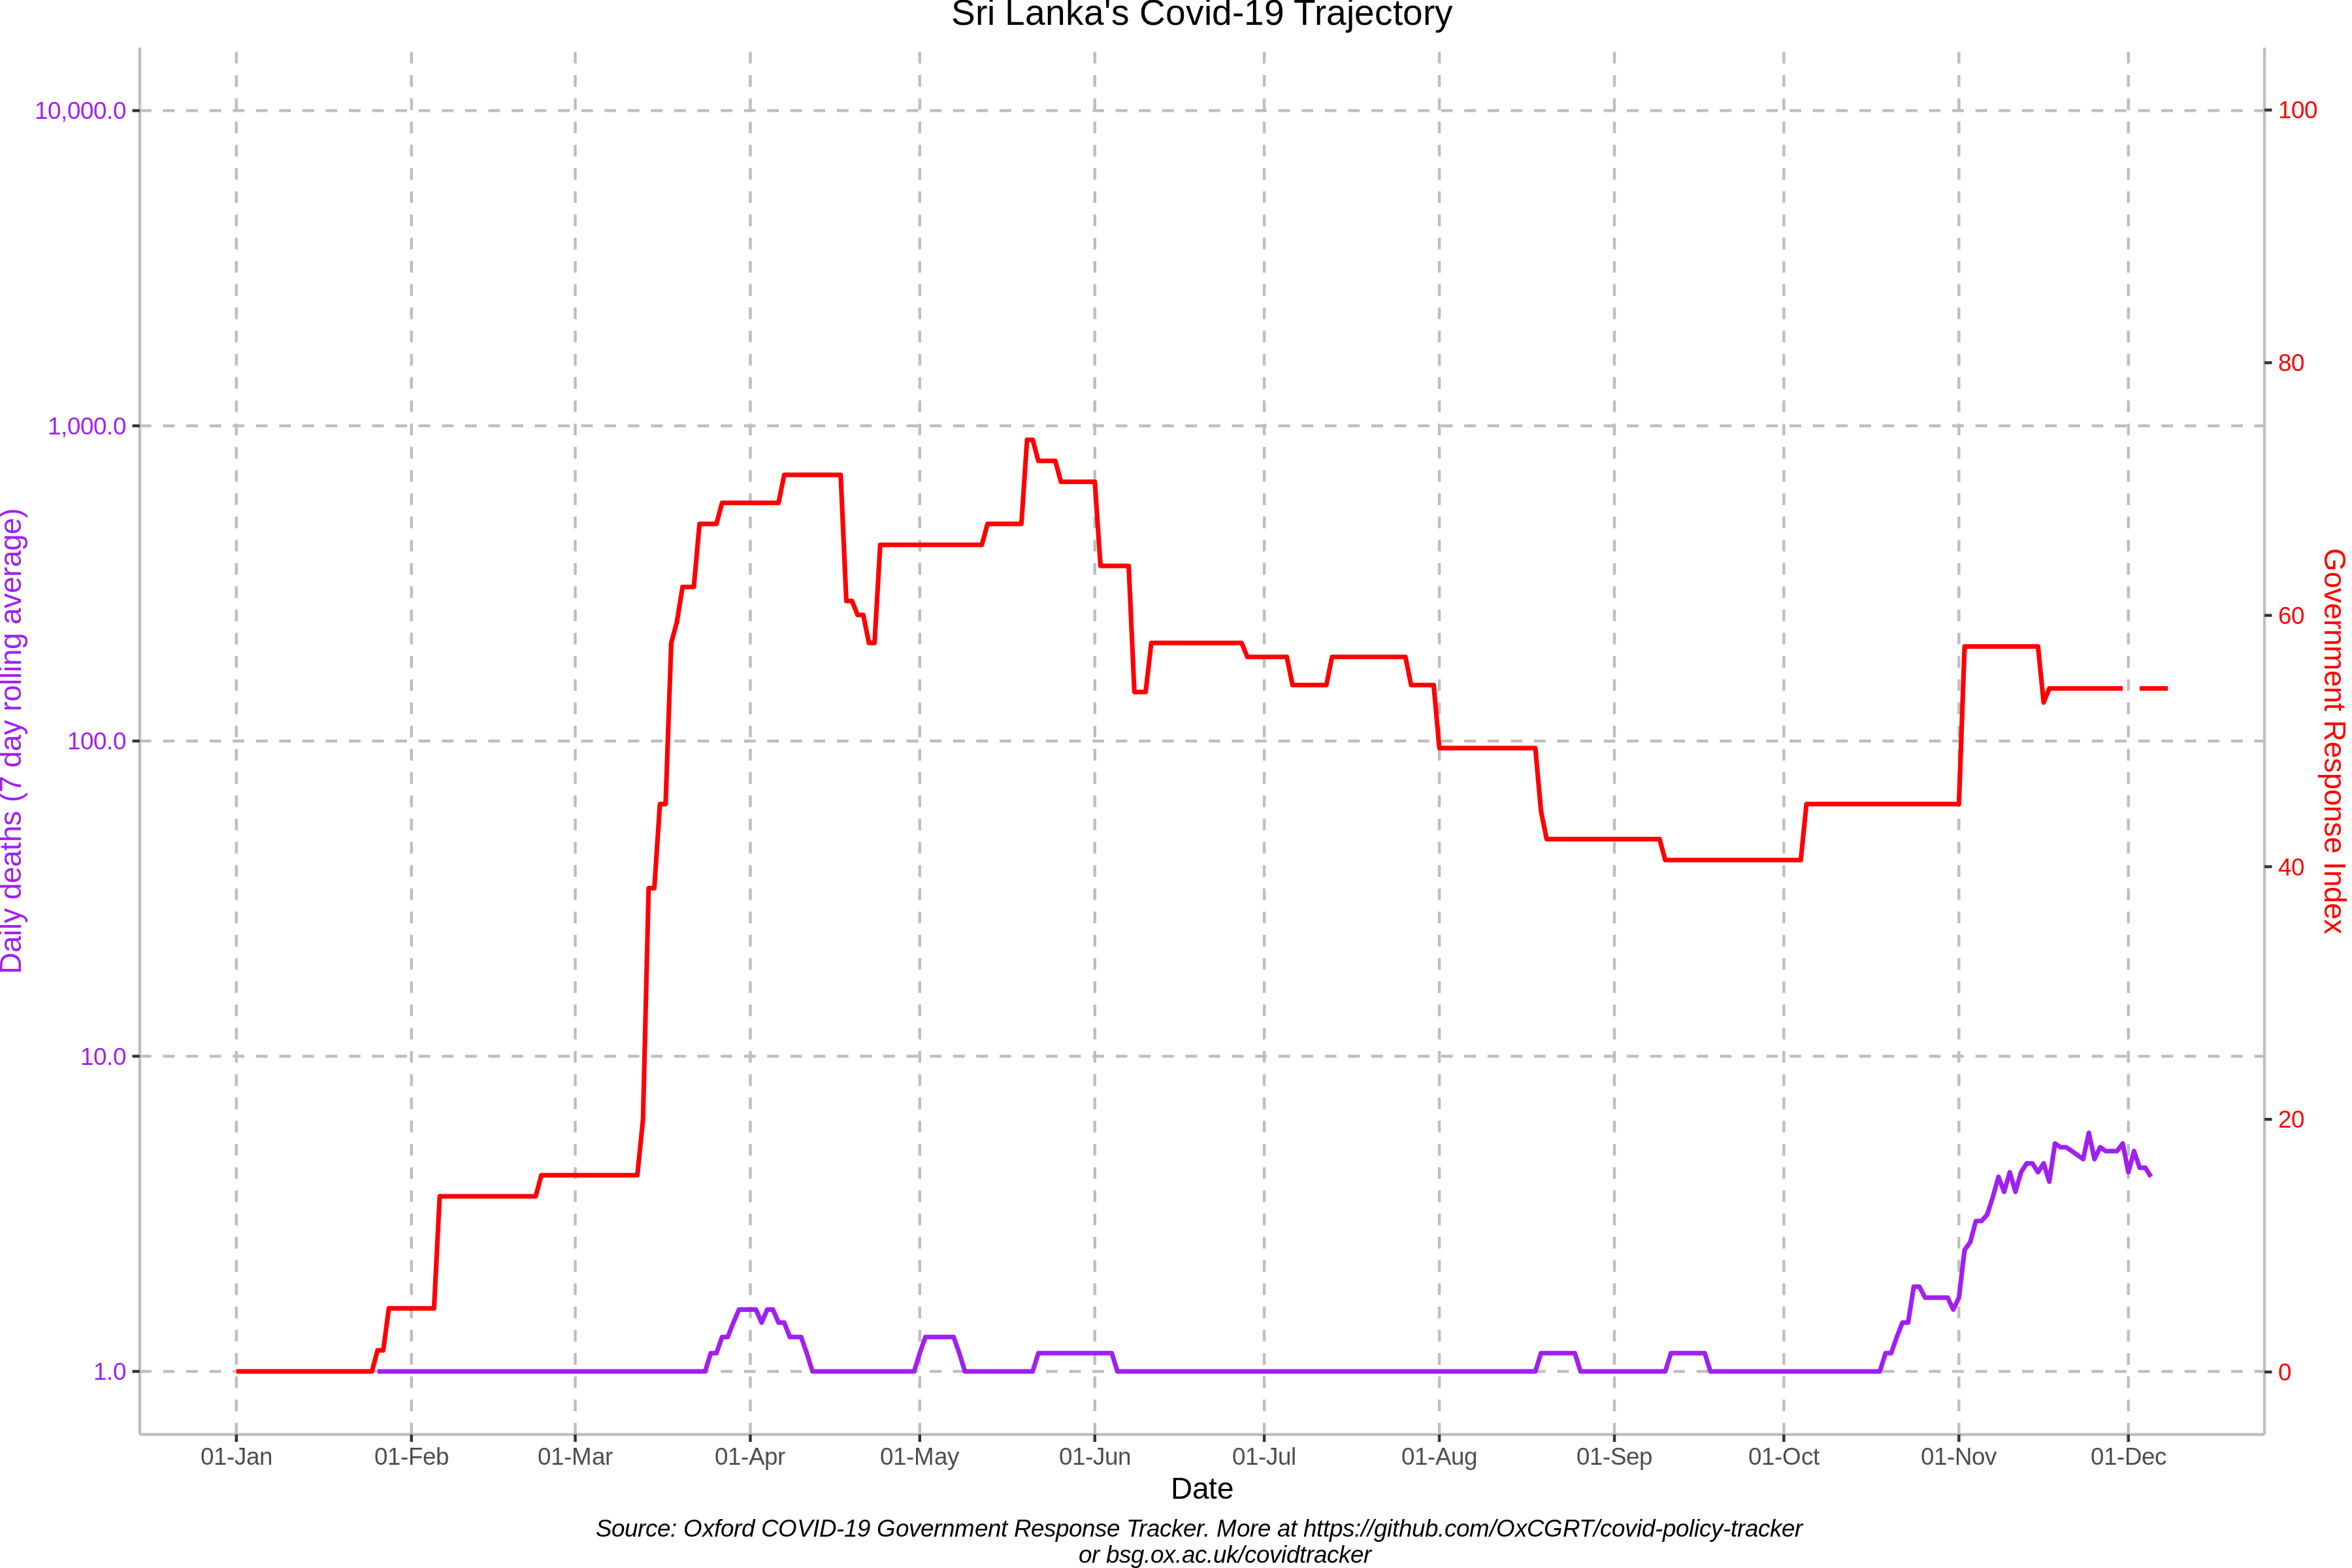 Sri Lanka's Covid-19 Trajectory
10,000.0
1,000.0
100.0
10.0
1.0
Daily deaths (7 day rolling average)
100
80
60
40
20
0
Government Response Index
01-Jan 01-Feb 01-Mar 01-Apr 01-May 01-Jun 01-Jul 01-Aug 01-Sep 01-Oct 01-Nov 01-Dec
Date
Source: Oxford COVID-19 Government Response Tracker. More at https://github.com/OxCGRT/covid-policy-tracker
or bsg.ox.ac.uk/covidtracker